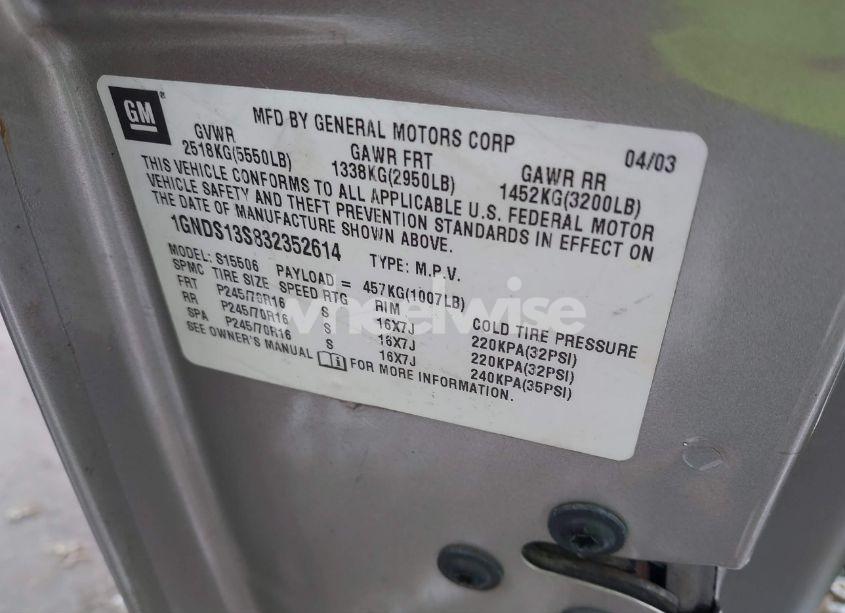 GM
MFD BY GENERAL MOTORS CORP 04/03
GVWR GAWR FRT GAWR RR
2518KG(5550LB) 1338KG(2950LB) 1452KG(3200LB)
THIS VEHICLE CONFORMS TO ALL APPLICABLE U.S. FEDERAL MOTOR
VEHICLE SAFETY AND THEFT PREVENTION STANDARDS IN EFFECT ON
THE DATE OF MANUFACTURE SHOWN ABOVE.
1GNDS13S832352614 TYPE: M.P.V.
MODEL: S15506 PAYLOAD = 457KG(1007LB)
SPMC TIRE SIZE SPEED RTG RIM COLD TIRE PRESSURE
FRT P245/70R16 S 16X7J 220KPA(32PSI)
RR P245/70R16 S 16X7J 220KPA(32PSI)
SPA P245/70R16 S 16X7J 240KPA(35PSI)
SEE OWNER'S MANUAL FOR MORE INFORMATION.
wheelwise